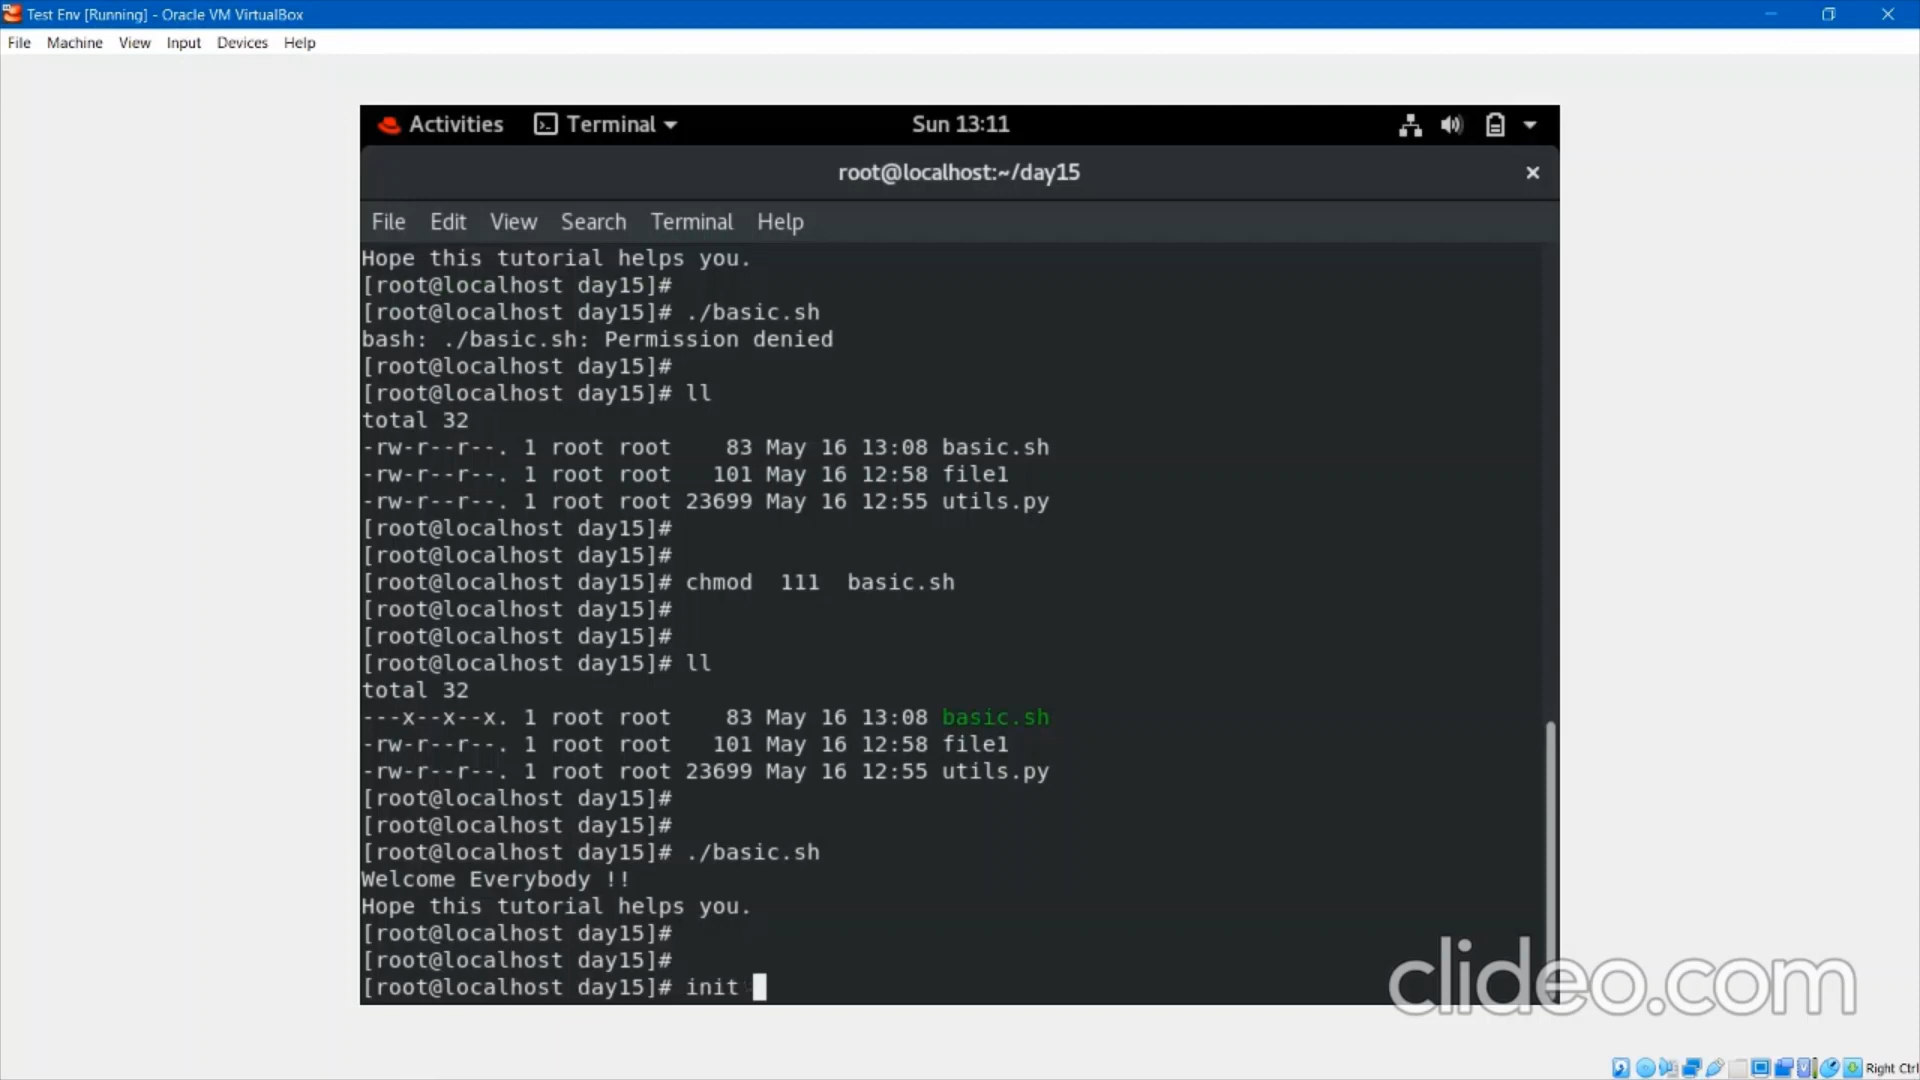 Test Env [Running] - Oracle VM VirtualBox
File Machine View Input Devices Help
Activities Terminal Sun 13:11
root@localhost:~/day15
File Edit View Search Terminal Help
Hope this tutorial helps you.
[root@localhost day15]#
[root@localhost day15]# ./basic.sh
bash: ./basic.sh: Permission denied
[root@localhost day15]#
[root@localhost day15]# ll
total 32
-rw-r--r--. 1 root root    83 May 16 13:08 basic.sh
-rw-r--r--. 1 root root   101 May 16 12:58 file1
-rw-r--r--. 1 root root 23699 May 16 12:55 utils.py
[root@localhost day15]#
[root@localhost day15]#
[root@localhost day15]# chmod  111  basic.sh
[root@localhost day15]#
[root@localhost day15]#
[root@localhost day15]# ll
total 32
---x--x--x. 1 root root    83 May 16 13:08 basic.sh
-rw-r--r--. 1 root root   101 May 16 12:58 file1
-rw-r--r--. 1 root root 23699 May 16 12:55 utils.py
[root@localhost day15]#
[root@localhost day15]#
[root@localhost day15]# ./basic.sh
Welcome Everybody !!
Hope this tutorial helps you.
[root@localhost day15]#
[root@localhost day15]#
[root@localhost day15]# init
clideo.com
Right Ctrl